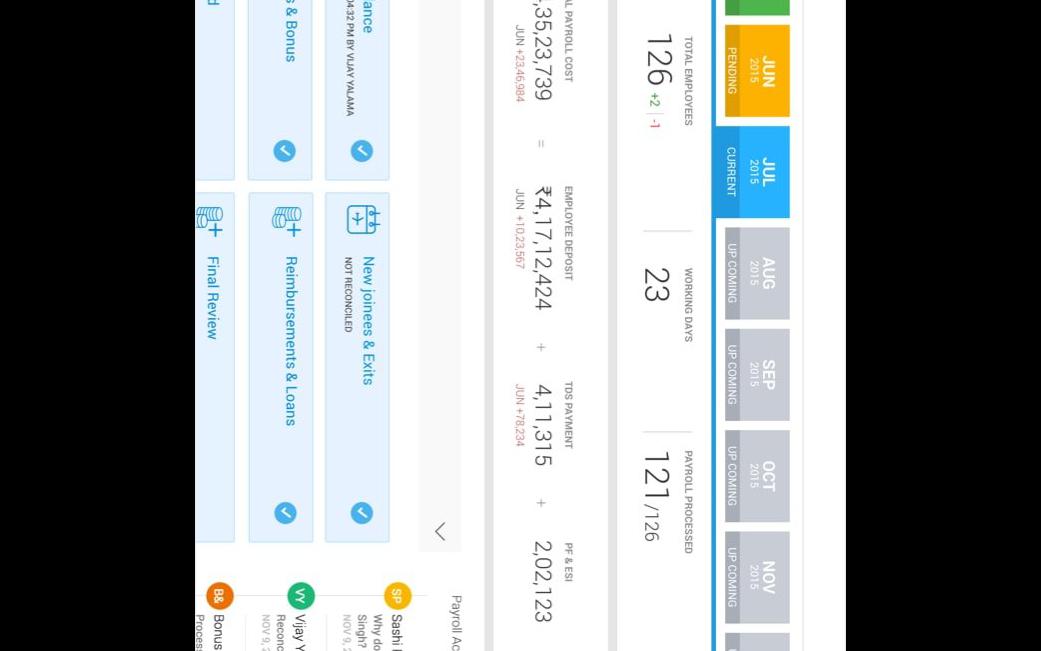 JUN
2015
PENDING
JUL
2015
CURRENT
AUG
2015
UP COMING
SEP
2015
UP COMING
OCT
2015
UP COMING
NOV
2015
UP COMING
TOTAL EMPLOYEES
126 +2 | -1
WORKING DAYS
23
PAYROLL PROCESSED
121/126
PAYROLL COST
,35,23,739
JUN +23,46,984
=
EMPLOYEE DEPOSIT
₹4,17,12,424
JUN +10,23,567
+
TDS PAYMENT
4,11,315
JUN +78,234
+
PF & ESI
2,02,123
04:32 PM BY VIJAY YALAMA
New joinees & Exits
NOT RECONCILED
s & Bonus
Reimbursements & Loans
Final Review
Payroll Ac
SP
Sashi
Why do
Singh?
NOV 9, 2
VY
Vijay Y
Reconc
NOV 9, 2
B&
Bonus
Process